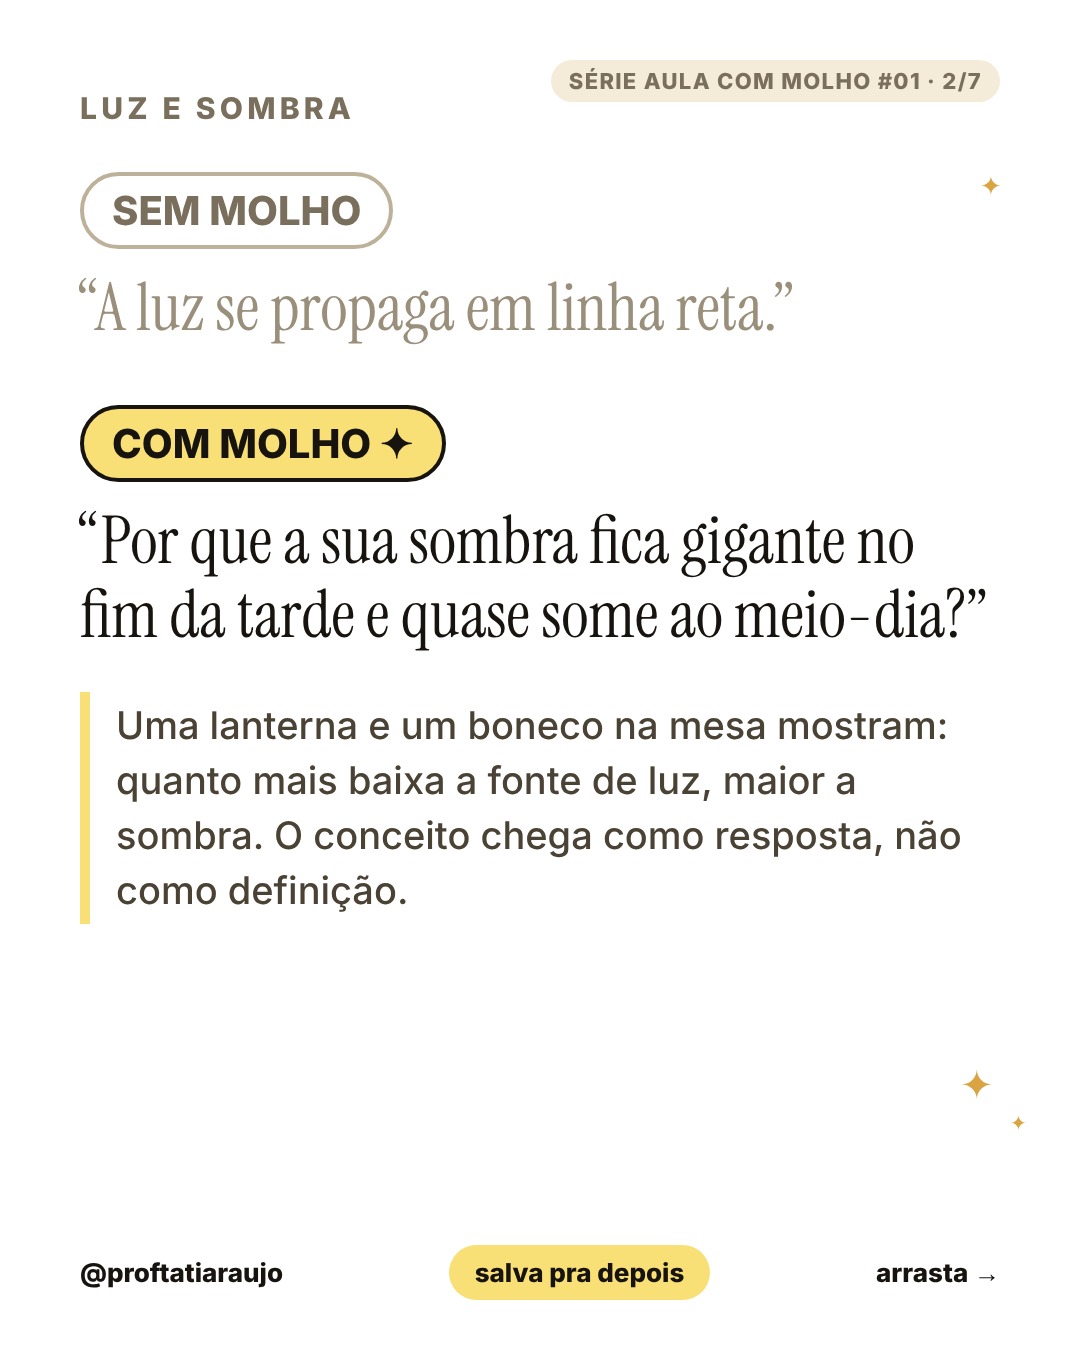 SÉRIE AULA COM MOLHO #01 · 2/7
LUZ E SOMBRA
SEM MOLHO
“A luz se propaga em linha reta.”
COM MOLHO ✦
“Por que a sua sombra fica gigante no
fim da tarde e quase some ao meio-dia?”
Uma lanterna e um boneco na mesa mostram:
quanto mais baixa a fonte de luz, maior a
sombra. O conceito chega como resposta, não
como definição.
@proftatiaraujo
salva pra depois
arrasta →